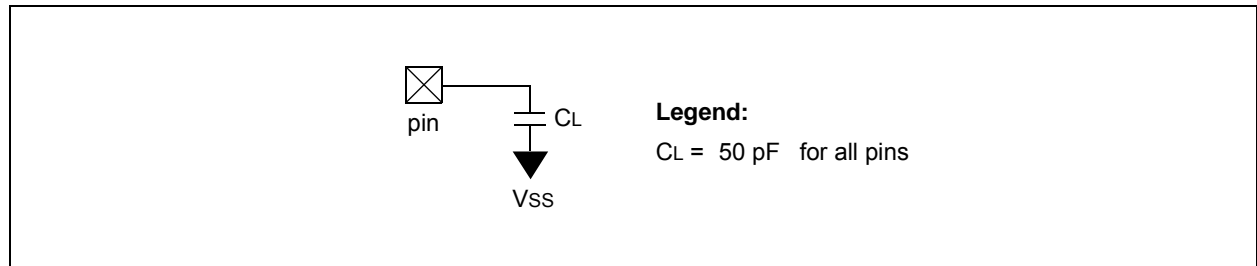 pin
CL
VSS
Legend:
CL = 50 pF for all pins